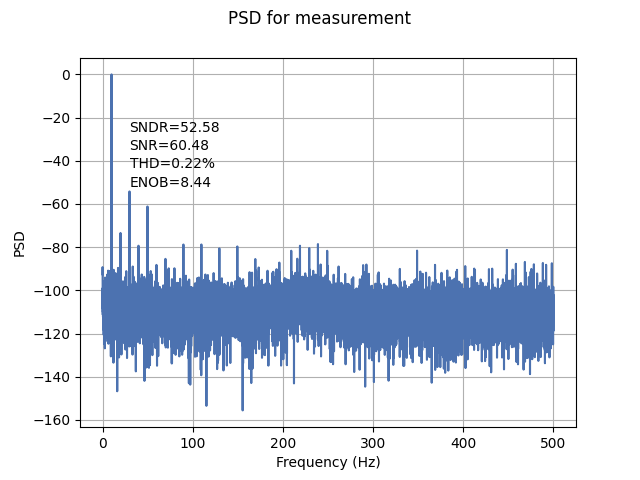 PSD for measurement
0
−20
−40
−60
−80
−100
−120
−140
−160
PSD
SNDR=52.58
SNR=60.48
THD=0.22%
ENOB=8.44
0
100
200
300
400
500
Frequency (Hz)